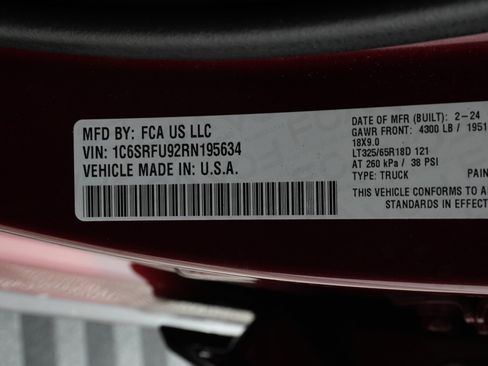 MFD BY: FCA US LLC
VIN: 1C6SRFU92RN195634
VEHICLE MADE IN: U.S.A.
DATE OF MFR (BUILT): 2-24
GAWR FRONT: 4300 LB / 1951
18X9.0
LT325/65R18D 121
AT 260 kPa / 38 PSI
TYPE: TRUCK PAIN
THIS VEHICLE CONFORMS TO A
STANDARDS IN EFFECT